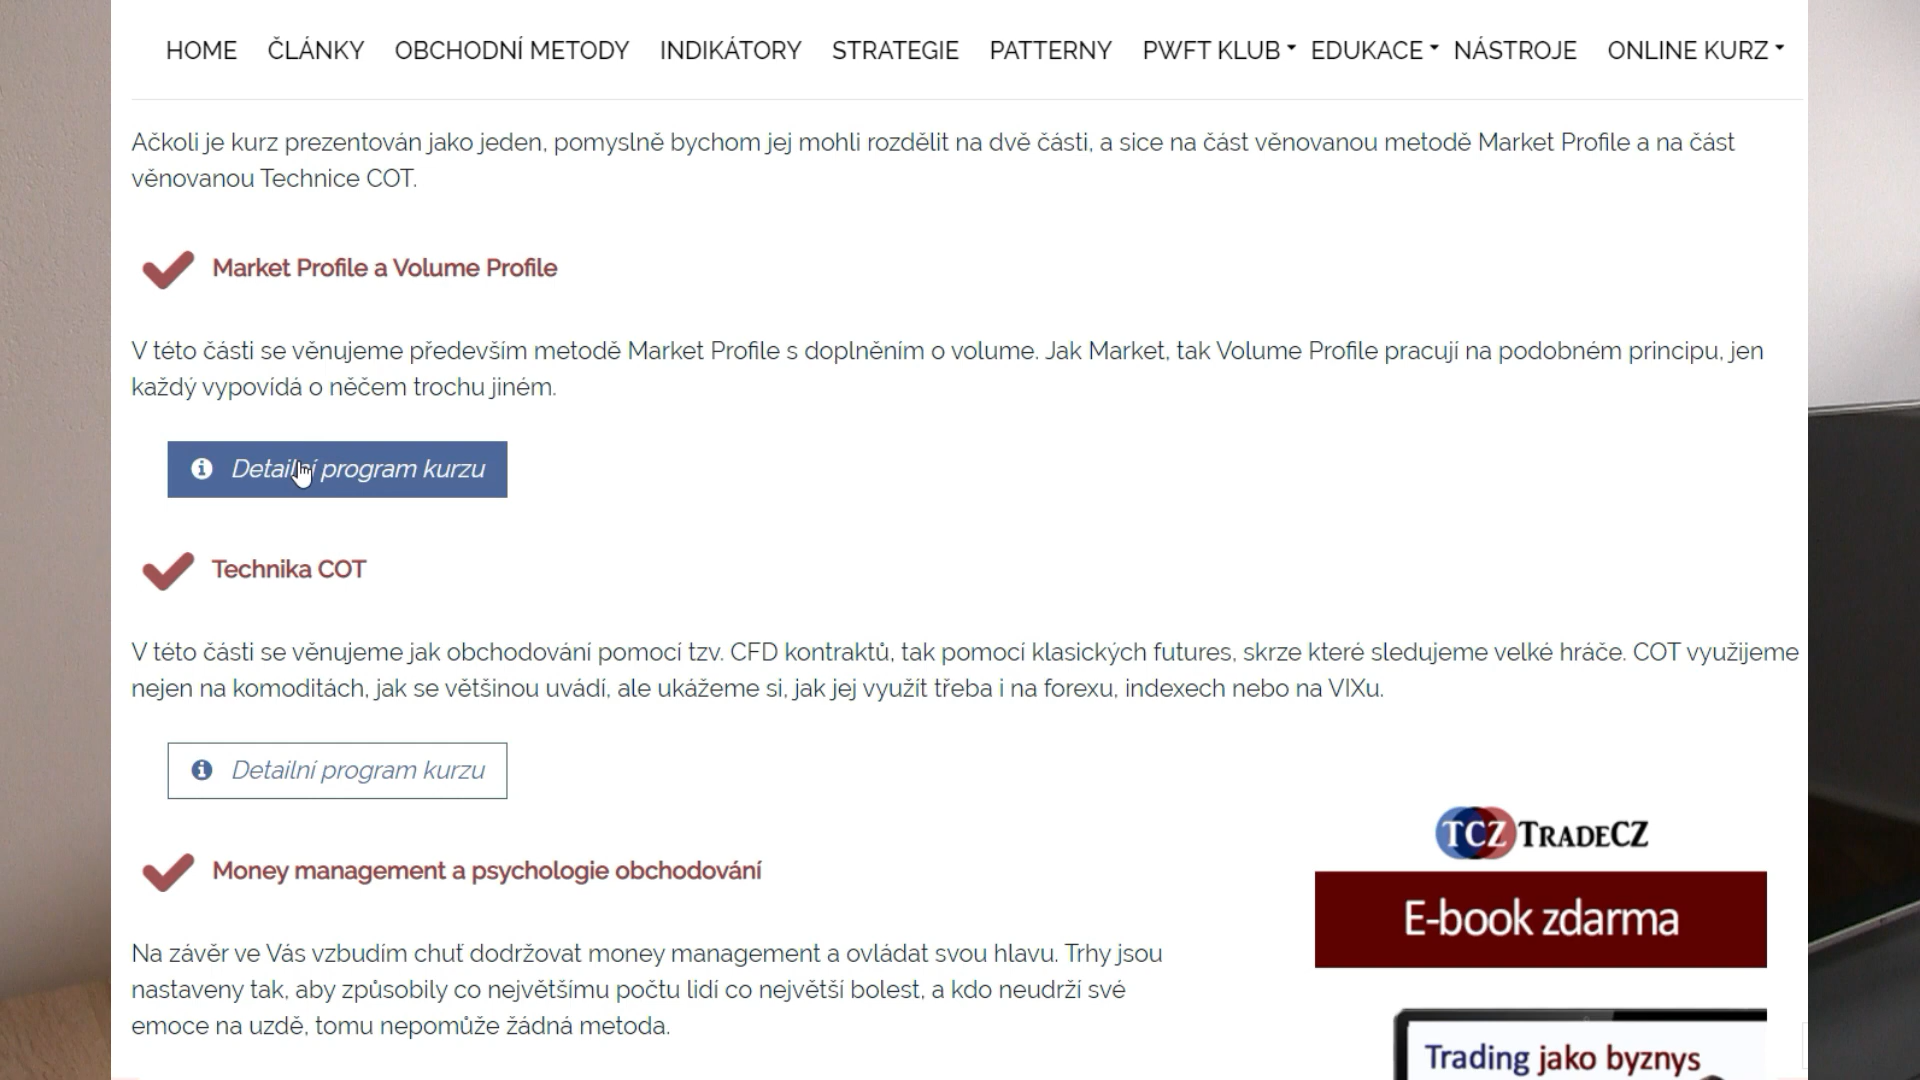 HOME ČLÁNKY OBCHODNÍ METODY INDIKÁTORY STRATEGIE PATTERNY PWFT KLUB EDUKACE NÁSTROJE ONLINE KURZ
Ačkoli je kurz prezentován jako jeden, pomyslně bychom jej mohli rozdělit na dvě části, a sice na část věnovanou metodě Market Profile a na část
věnovanou Technice COT.
Market Profile a Volume Profile
V této části se věnujeme především metodě Market Profile s doplněním o volume. Jak Market, tak Volume Profile pracují na podobném principu, jen
každý vypovídá o něčem trochu jiném.
Detailní program kurzu
Technika COT
V této části se věnujeme jak obchodování pomocí tzv. CFD kontraktů, tak pomocí klasických futures, skrze které sledujeme velké hráče. COT využijeme
nejen na komoditách, jak se většinou uvádí, ale ukážeme si, jak jej využít třeba i na forexu, indexech nebo na VIXu.
Detailní program kurzu
Money management a psychologie obchodování
Na závěr ve Vás vzbudím chuť dodržovat money management a ovládat svou hlavu. Trhy jsou
nastaveny tak, aby způsobily co největšímu počtu lidí co největší bolest, a kdo neudrží své
emoce na uzdě, tomu nepomůže žádná metoda.
TCZ TRADECZ
E-book zdarma
Trading jako byznys